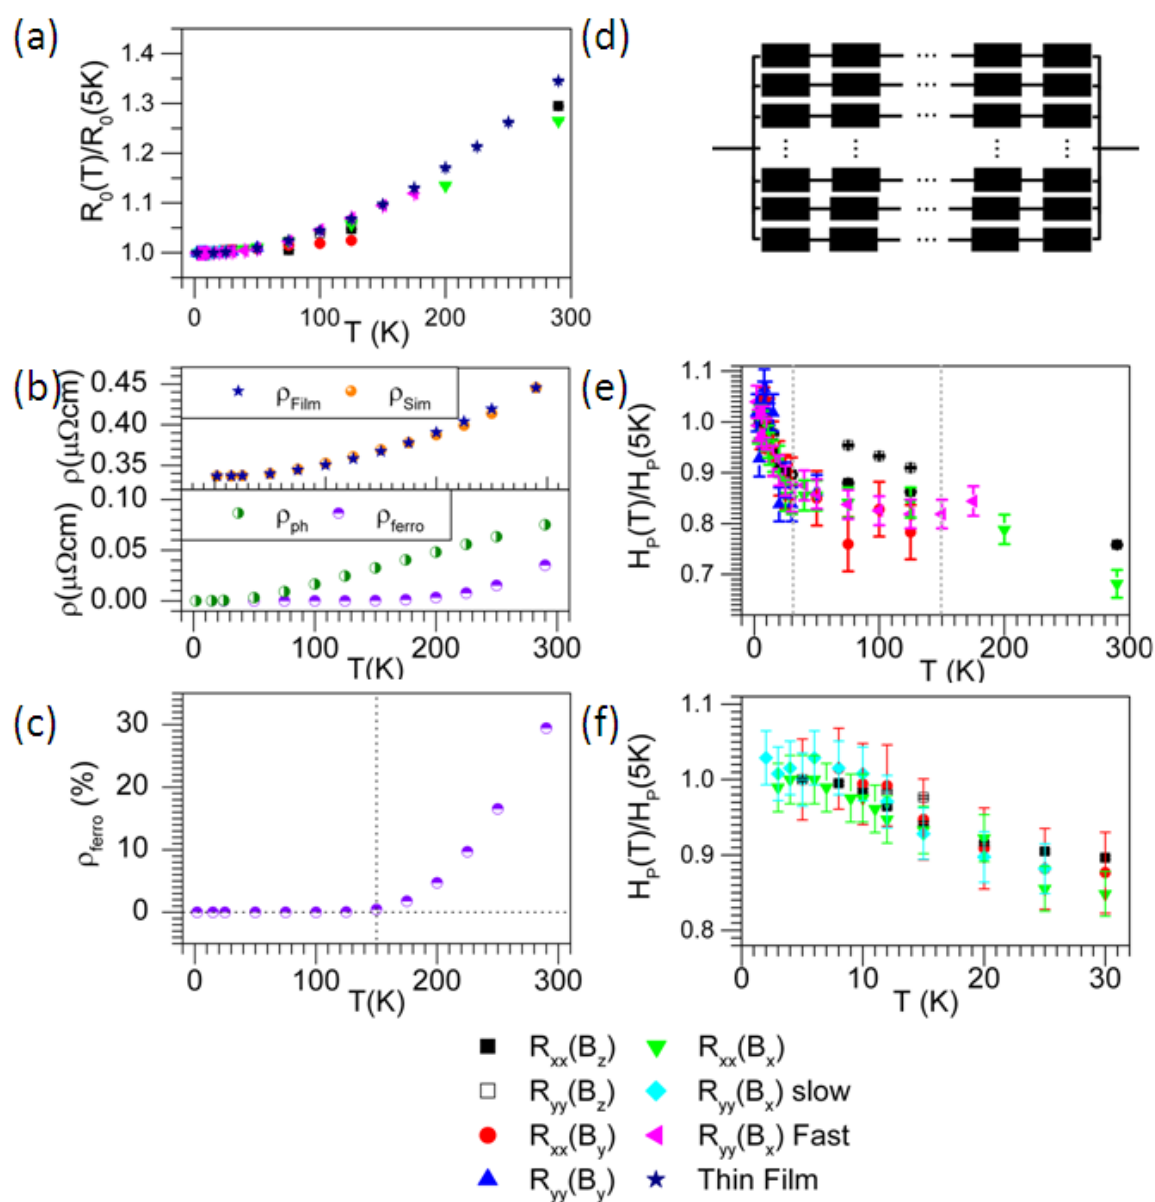 (a)
R₀(T)/R₀(5K)
1.4
1.3
1.2
1.1
1.0
0 100 200 300
T (K)
(b)
ρ(μΩcm)
0.45
0.40
0.35
ρFilm ρSim
ρ(μΩcm)
0.10
0.05
0.00
ρph ρferro
0 100 200 300
T(K)
(c)
ρferro (%)
30
20
10
0
0 100 200 300
T(K)
(d)
...
...
...
...
...
...
(e)
HP(T)/HP(5K)
1.1
1.0
0.9
0.8
0.7
0 100 200 300
T (K)
(f)
HP(T)/HP(5K)
1.1
1.0
0.9
0.8
0 10 20 30
T (K)
Rxx(Bz) Rxx(Bx)
Ryy(Bz) Ryy(Bx) slow
Rxx(By) Ryy(Bx) Fast
Ryy(By) Thin Film